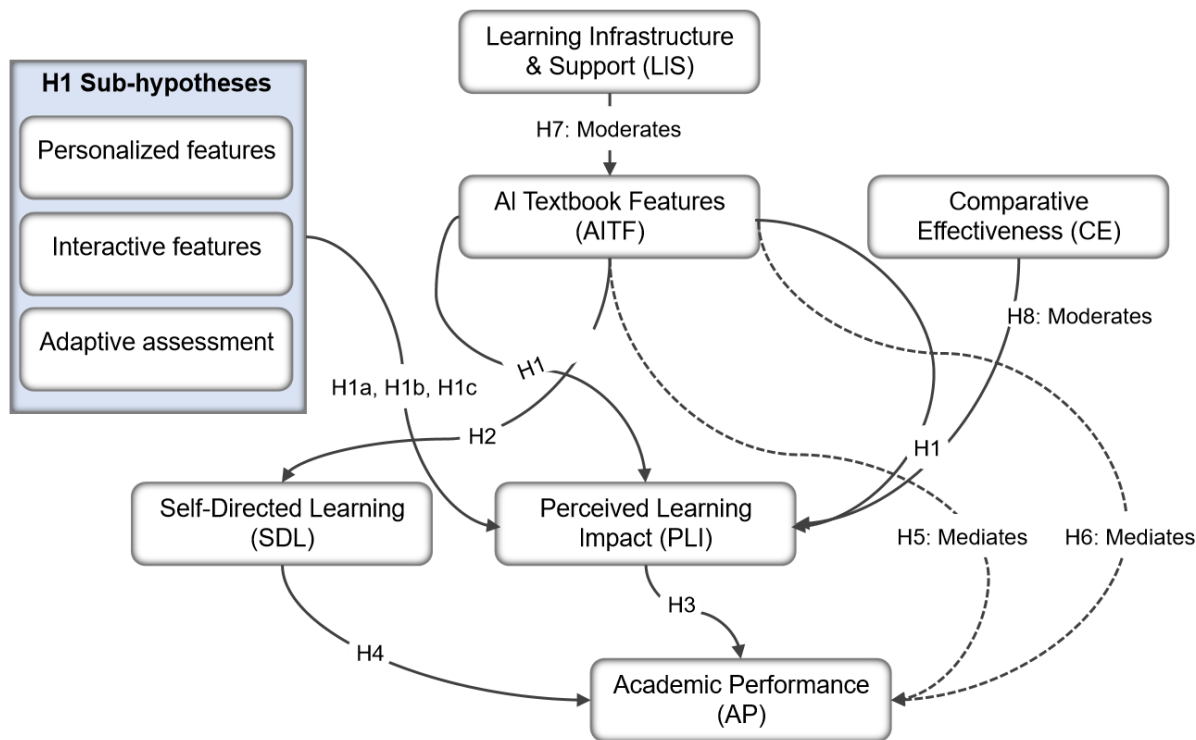 Learning Infrastructure
& Support (LIS)
H1 Sub-hypotheses
Personalized features
Interactive features
Adaptive assessment
H7: Moderates
AI Textbook Features
(AITF)
Comparative
Effectiveness (CE)
H8: Moderates
H1
H1a, H1b, H1c
H2
H1
Self-Directed Learning
(SDL)
Perceived Learning
Impact (PLI)
H5: Mediates
H6: Mediates
H3
H4
Academic Performance
(AP)